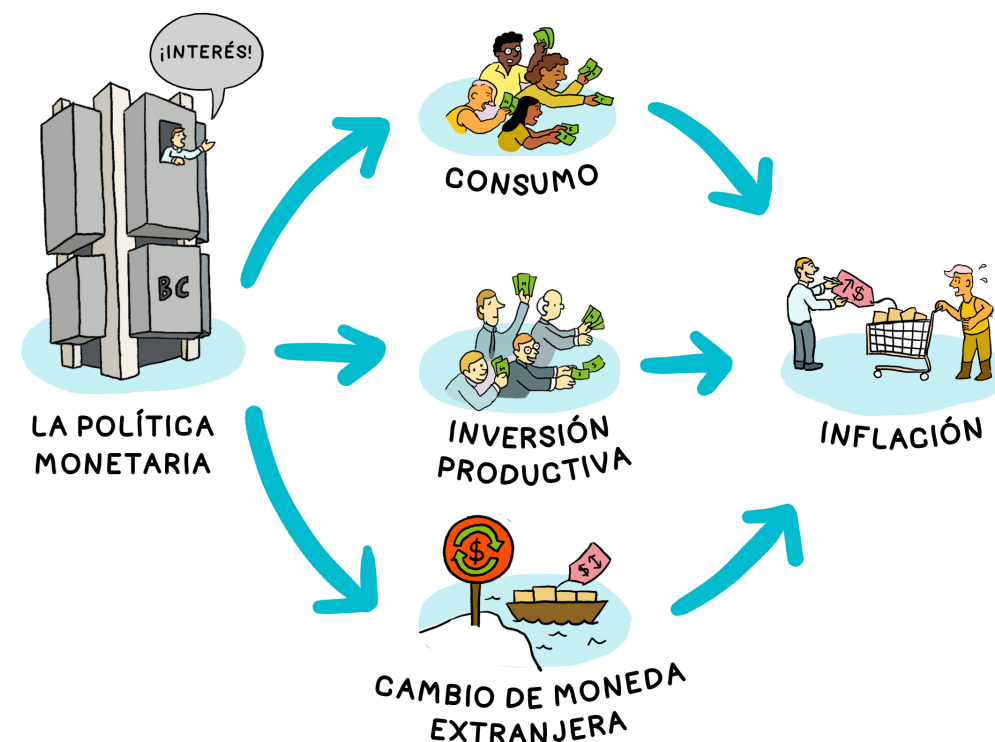 ¡INTERÉS!
BC
LA POLÍTICA
MONETARIA
CONSUMO
INVERSIÓN
PRODUCTIVA
$
$
CAMBIO DE MONEDA
EXTRANJERA
$
INFLACIÓN